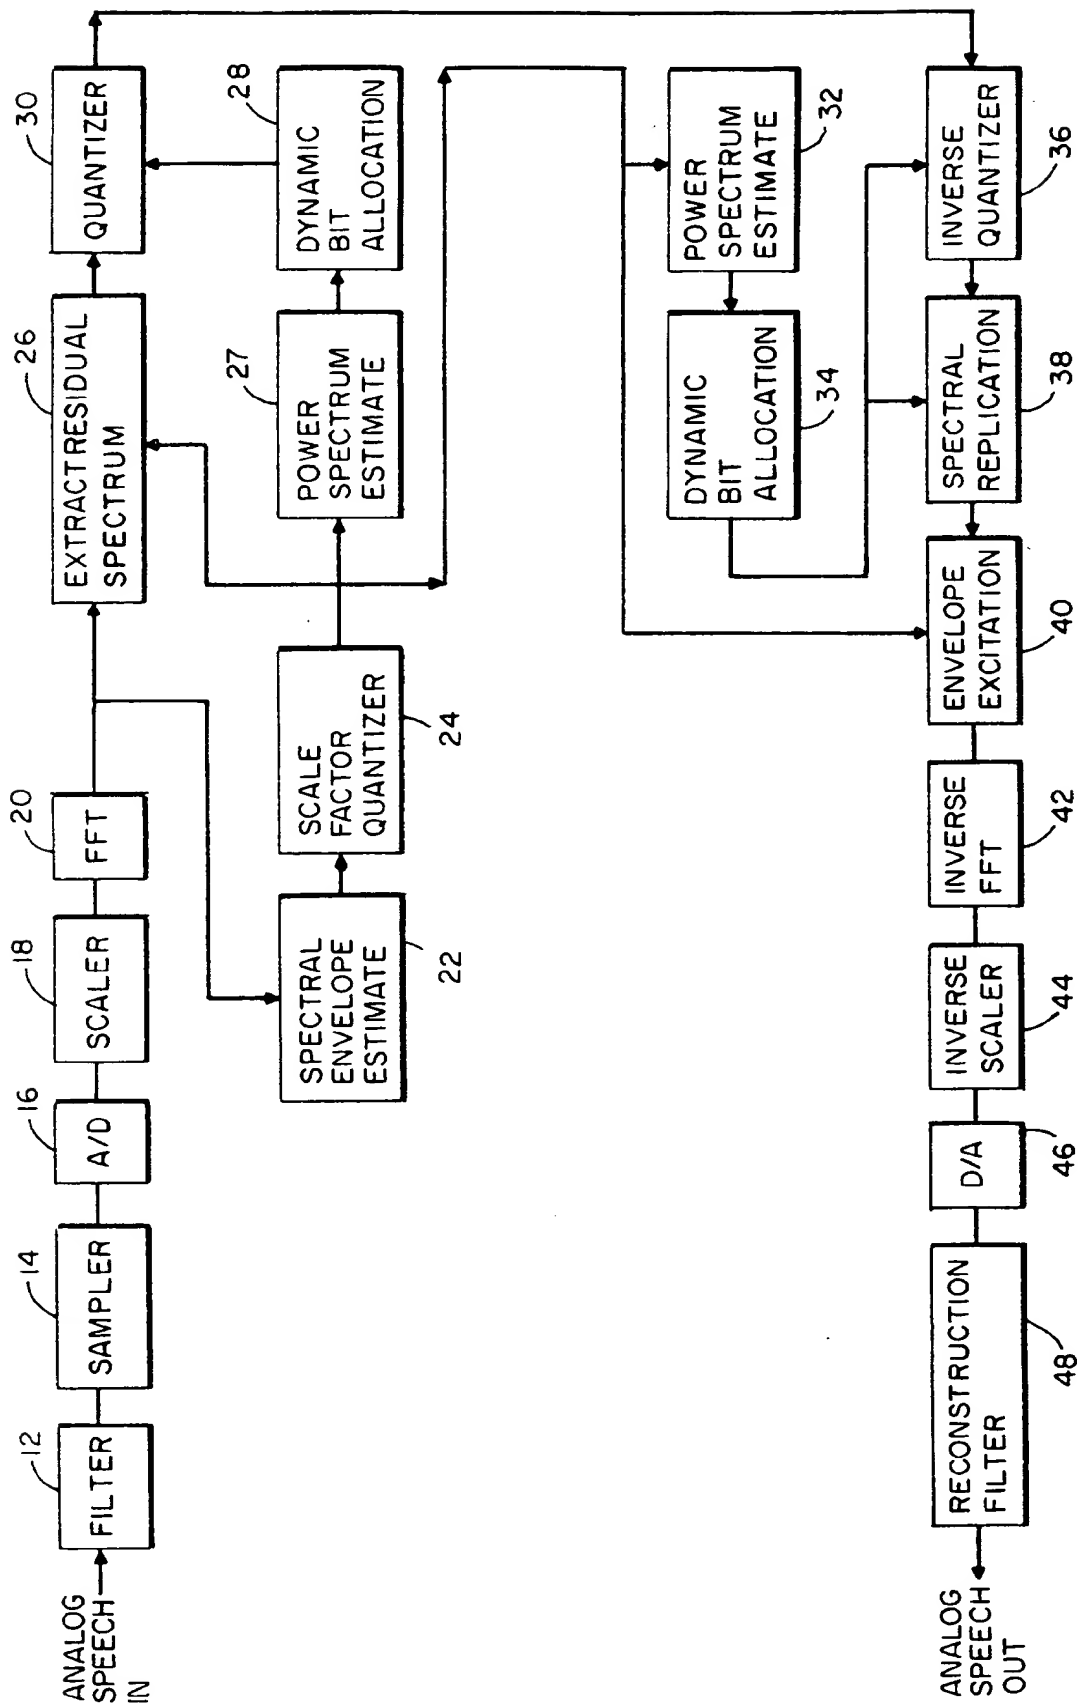 ANALOG
SPEECH
IN
FILTER
12
SAMPLER
14
A/D
16
SCALER
18
FFT
20
EXTRACT RESIDUAL
SPECTRUM
26
QUANTIZER
30
SPECTRAL
ENVELOPE
ESTIMATE
22
SCALE
FACTOR
QUANTIZER
24
POWER
SPECTRUM
ESTIMATE
27
DYNAMIC
BIT
ALLOCATION
28
POWER
SPECTRUM
ESTIMATE
32
DYNAMIC
BIT
ALLOCATION
34
INVERSE
QUANTIZER
36
SPECTRAL
REPLICATION
38
ENVELOPE
EXCITATION
40
INVERSE
FFT
42
INVERSE
SCALER
44
D/A
46
RECONSTRUCTION
FILTER
48
ANALOG
SPEECH
OUT